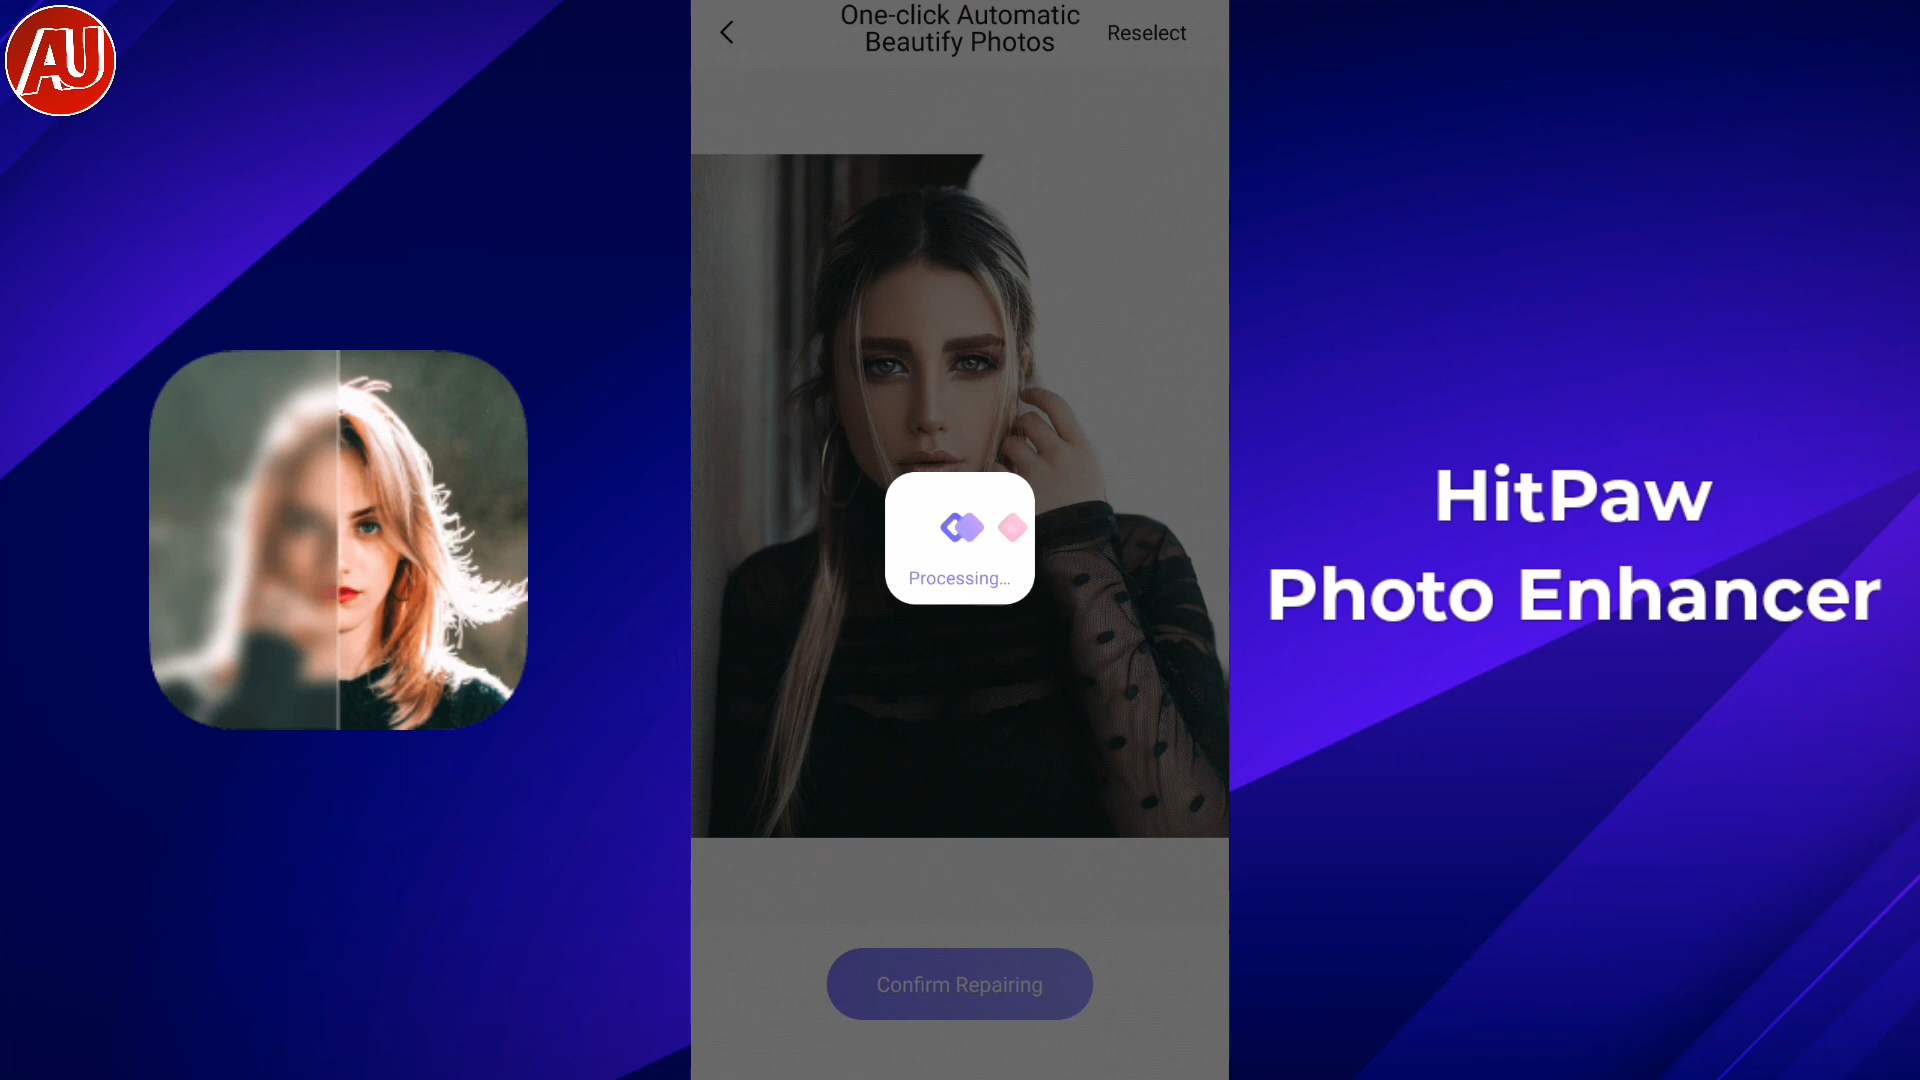 AU
One-click Automatic
Beautify Photos
Reselect
Processing...
Confirm Repairing
HitPaw
Photo Enhancer